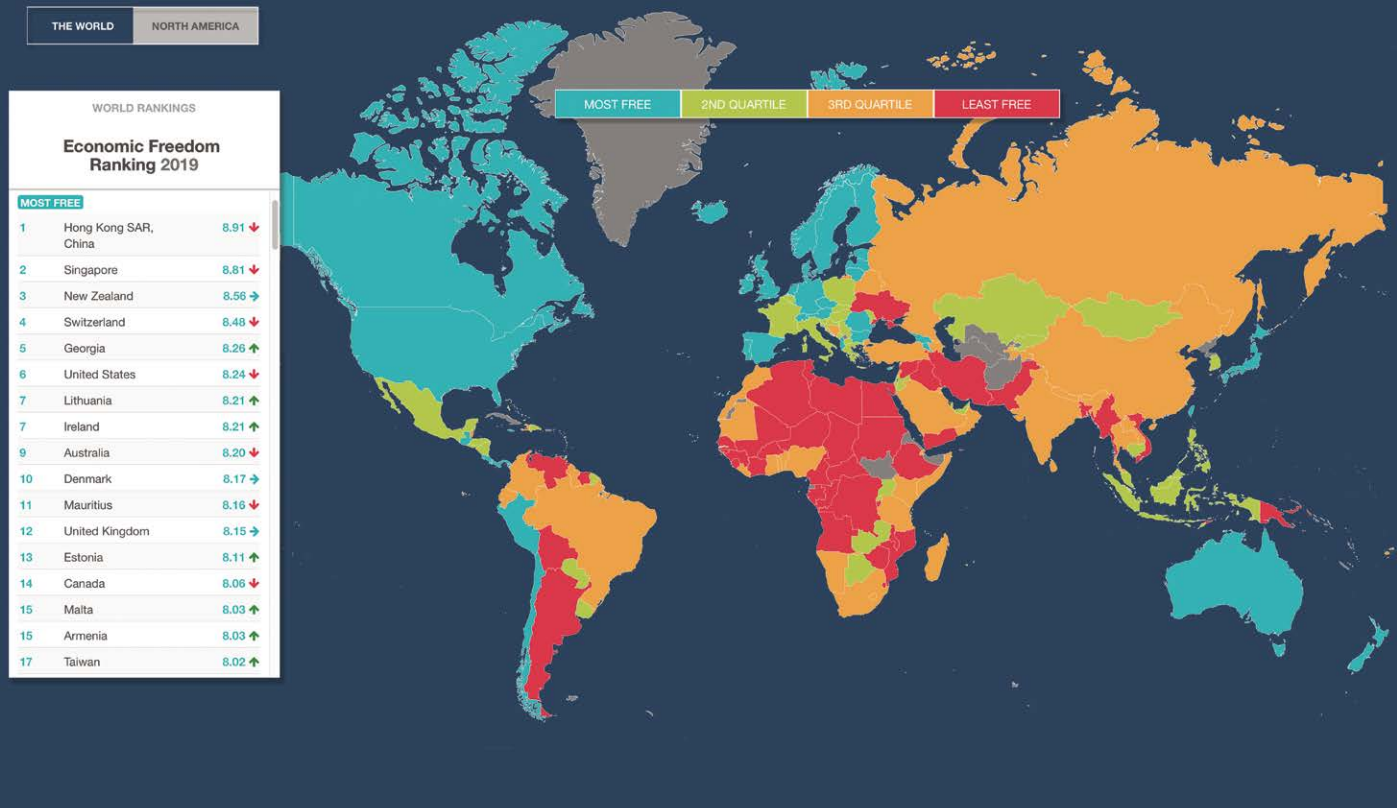 THE WORLD
NORTH AMERICA
WORLD RANKINGS
Economic Freedom
Ranking 2019
MOST FREE
2ND QUARTILE
3RD QUARTILE
LEAST FREE
MOST FREE
1 Hong Kong SAR, 8.91
China
2 Singapore 8.81
3 New Zealand 8.56
4 Switzerland 8.48
5 Georgia 8.26
6 United States 8.24
7 Lithuania 8.21
7 Ireland 8.21
9 Australia 8.20
10 Denmark 8.17
11 Mauritius 8.16
12 United Kingdom 8.15
13 Estonia 8.11
14 Canada 8.06
15 Malta 8.03
15 Armenia 8.03
17 Taiwan 8.02